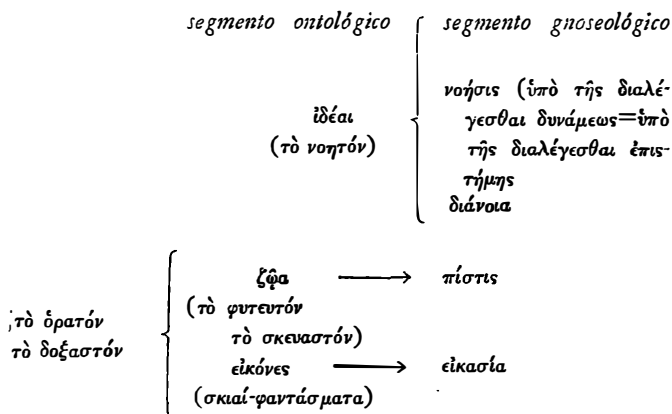 segmento ontológico segmento gnoseológico
νοήσις (ὑπὸ τῆς διαλέ-
ἰδέαι γεσθαι δυνάμεως=ὑπὸ
(τὸ νοητόν) τῆς διαλέγεσθαι ἐπισ-
τήμης
διάνοια
ζῷα ⟶ πίστις
(τὸ φυτευτόν
τὸ ὁρατόν τὸ σκευαστόν)
τὸ δοξαστόν
εἰκόνες ⟶ εἰκασία
(σκιαί-φαντάσματα)